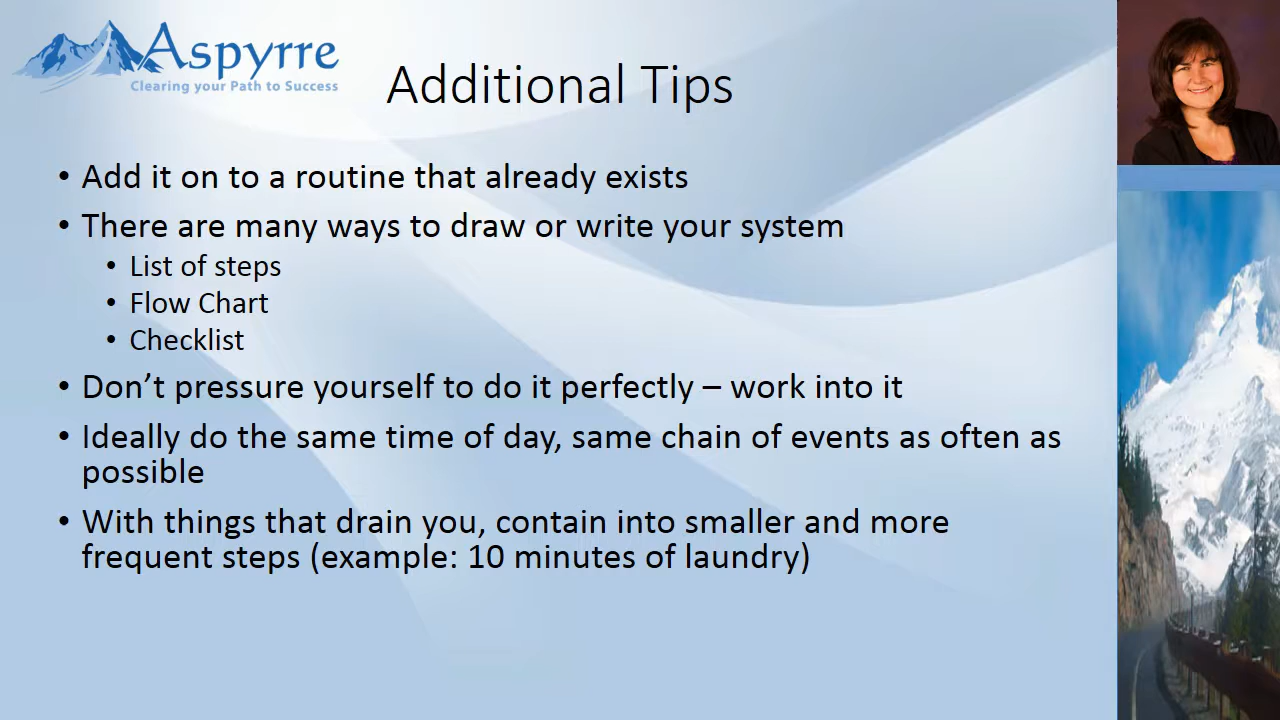 Aspyrre
Clearing your Path to Success
Additional Tips
• Add it on to a routine that already exists
• There are many ways to draw or write your system
• List of steps
• Flow Chart
• Checklist
• Don’t pressure yourself to do it perfectly – work into it
• Ideally do the same time of day, same chain of events as often as
possible
• With things that drain you, contain into smaller and more
frequent steps (example: 10 minutes of laundry)